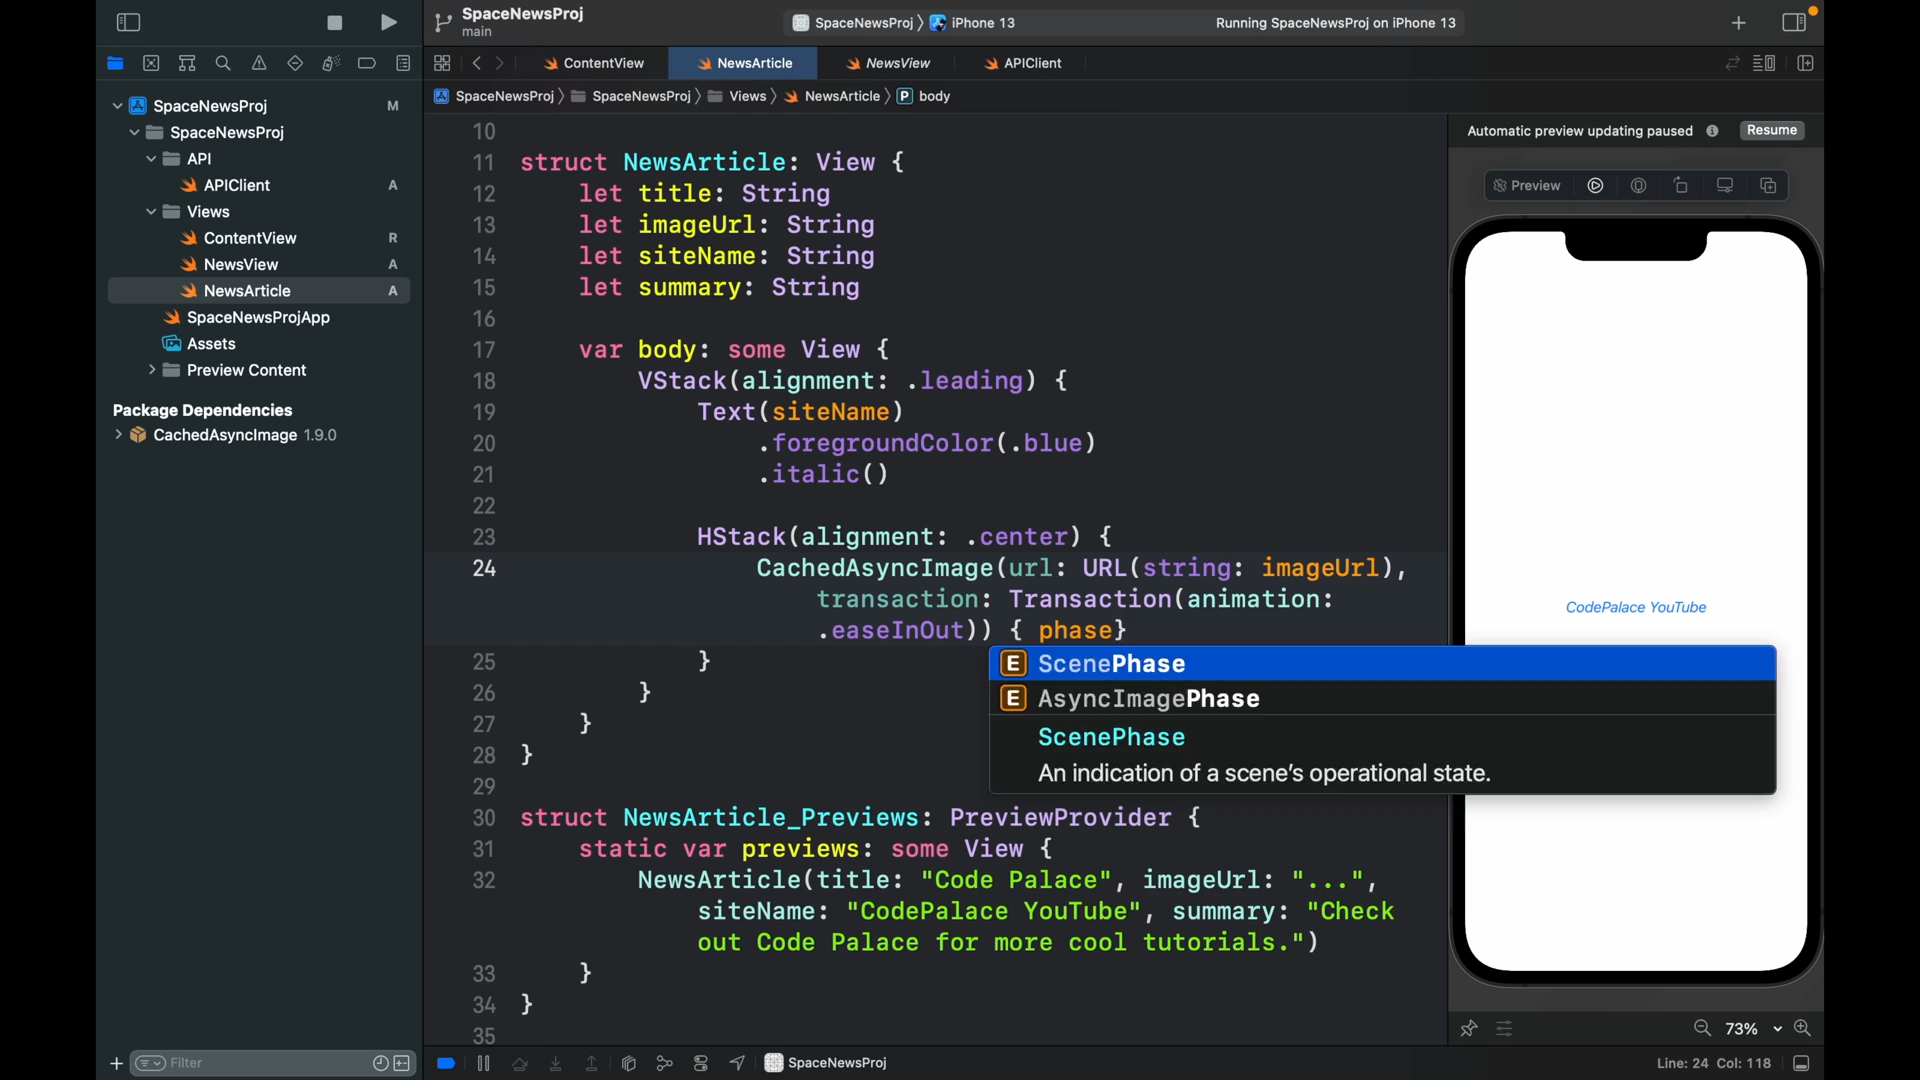 SpaceNewsProj
main
SpaceNewsProj
iPhone 13
Running SpaceNewsProj on iPhone 13
ContentView
NewsArticle
NewsView
APIClient
SpaceNewsProj
SpaceNewsProj
Views
NewsArticle
P
body
SpaceNewsProj M
SpaceNewsProj
API
APIClient A
Views
ContentView R
NewsView A
NewsArticle A
SpaceNewsProjApp
Assets
Preview Content
Package Dependencies
CachedAsyncImage 1.9.0
Filter
10
11 struct NewsArticle: View {
12 let title: String
13 let imageUrl: String
14 let siteName: String
15 let summary: String
16
17 var body: some View {
18 VStack(alignment: .leading) {
19 Text(siteName)
20 .foregroundColor(.blue)
21 .italic()
22
23 HStack(alignment: .center) {
24 CachedAsyncImage(url: URL(string: imageUrl),
transaction: Transaction(animation:
.easeInOut)) { phase}
25 }
26 }
27 }
28 }
29
30 struct NewsArticle_Previews: PreviewProvider {
31 static var previews: some View {
32 NewsArticle(title: "Code Palace", imageUrl: "...",
siteName: "CodePalace YouTube", summary: "Check
out Code Palace for more cool tutorials.")
33 }
34 }
35
E ScenePhase
E AsyncImagePhase
ScenePhase
An indication of a scene's operational state.
Automatic preview updating paused
Resume
Preview
CodePalace YouTube
73%
SpaceNewsProj
Line: 24 Col: 118